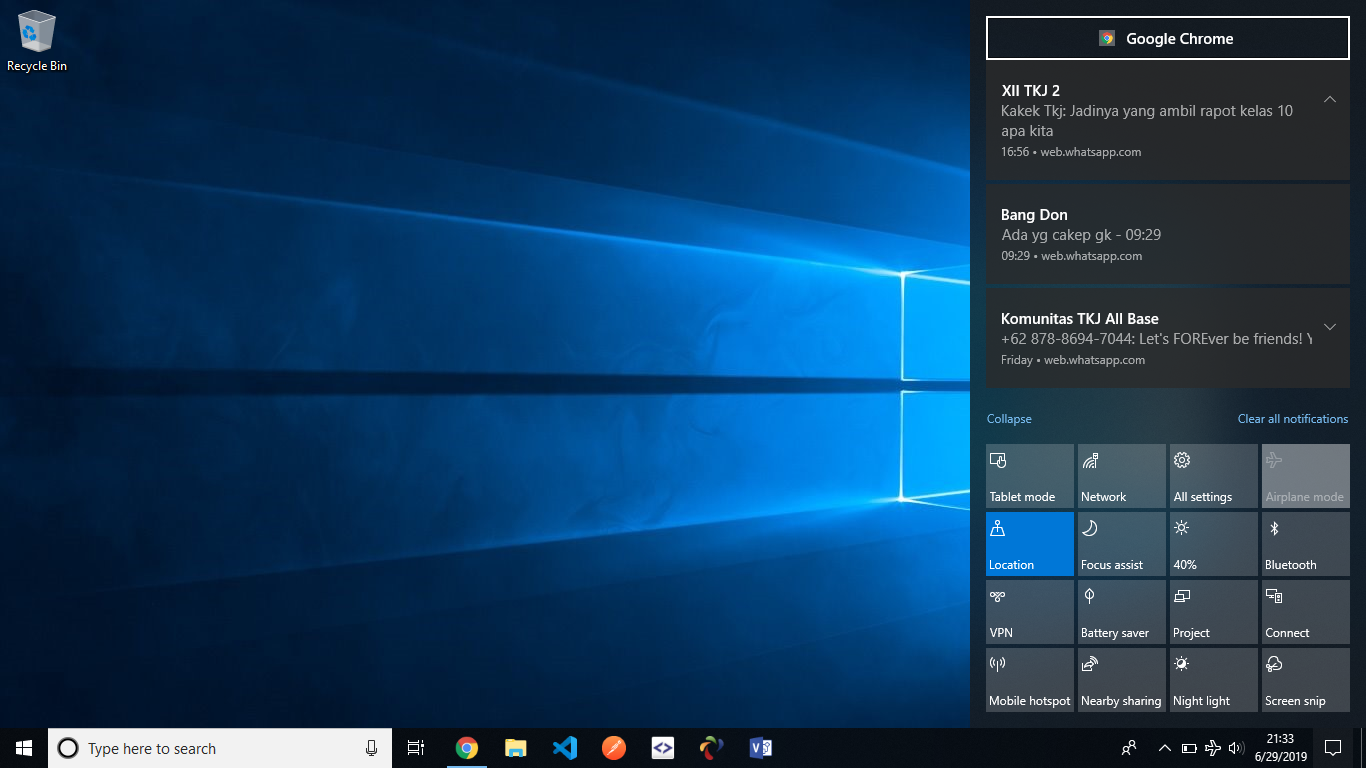 Recycle Bin
Google Chrome
XII TKJ 2
Kakek Tkj: Jadinya yang ambil rapot kelas 10
apa kita
16:56 • web.whatsapp.com
Bang Don
Ada yg cakep gk - 09:29
09:29 • web.whatsapp.com
Komunitas TKJ All Base
+62 878-8694-7044: Let's FOREver be friends! Y
Friday • web.whatsapp.com
Collapse
Clear all notifications
Tablet mode
Network
All settings
Airplane mode
Location
Focus assist
40%
Bluetooth
VPN
Battery saver
Project
Connect
Mobile hotspot
Nearby sharing
Night light
Screen snip
Type here to search
21:33
6/29/2019